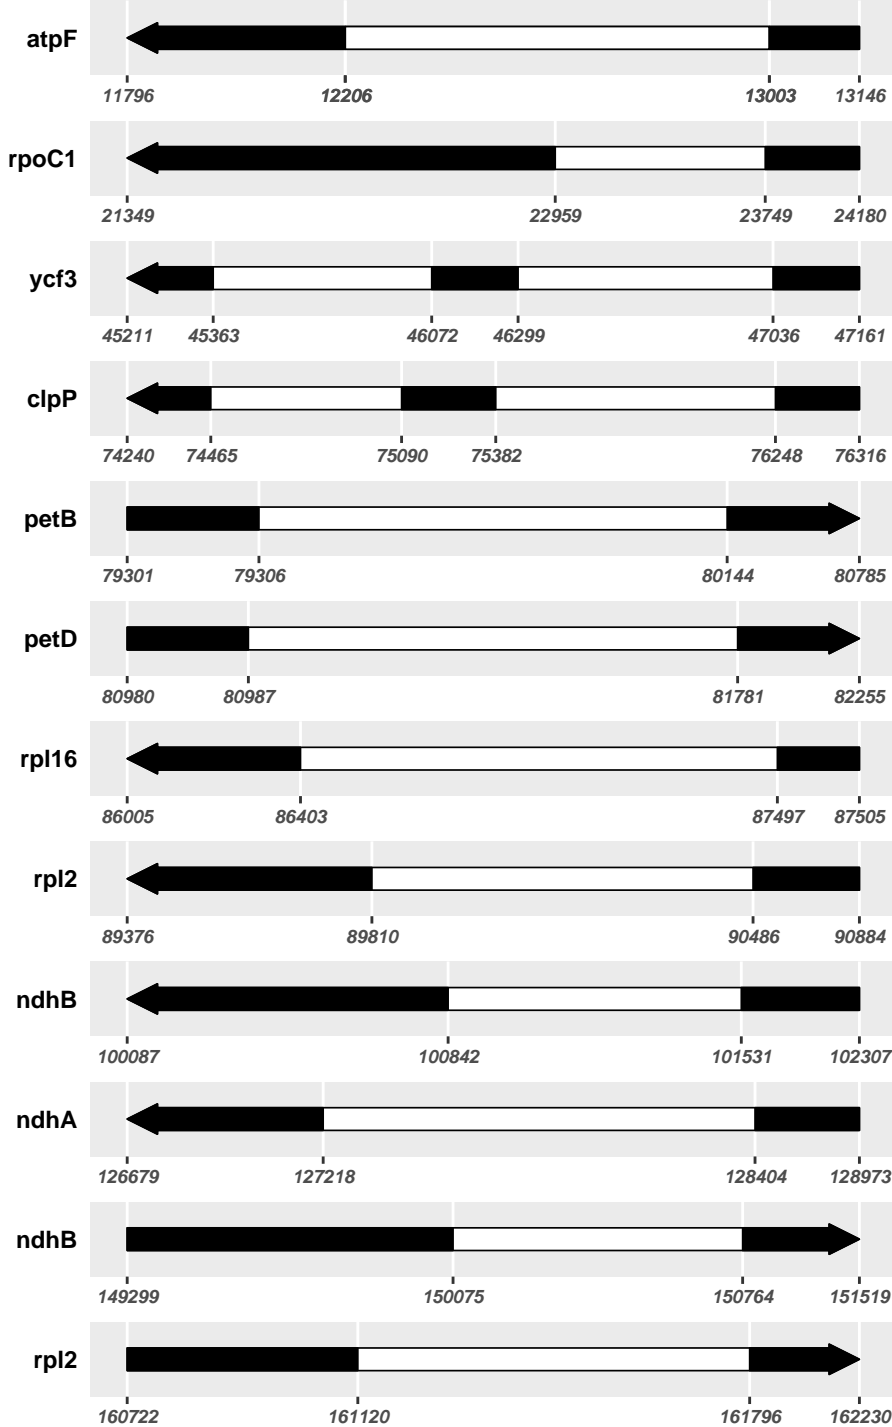 atpF
11796 12206 13003 13146
rpoC1
21349 22959 23749 24180
ycf3
45211 45363 46072 46299 47036 47161
clpP
74240 74465 75090 75382 76248 76316
petB
79301 79306 80144 80785
petD
80980 80987 81781 82255
rpl16
86005 86403 87497 87505
rpl2
89376 89810 90486 90884
ndhB
100087 100842 101531 102307
ndhA
126679 127218 128404 128973
ndhB
149299 150075 150764 151519
rpl2
160722 161120 161796 162230